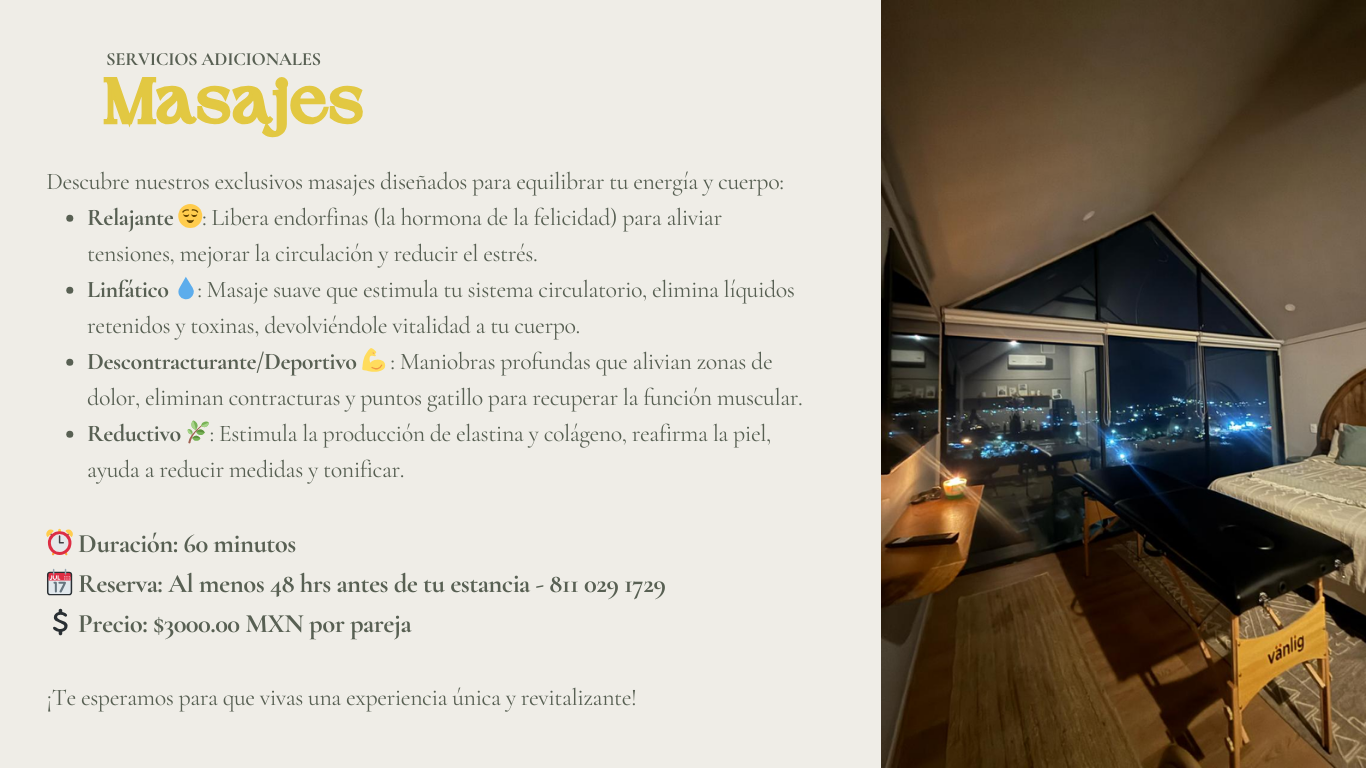 SERVICIOS ADICIONALES
Masajes
Descubre nuestros exclusivos masajes diseñados para equilibrar tu energía y cuerpo:
• Relajante 😌: Libera endorfinas (la hormona de la felicidad) para aliviar
tensiones, mejorar la circulación y reducir el estrés.
• Linfático 💧: Masaje suave que estimula tu sistema circulatorio, elimina líquidos
retenidos y toxinas, devolviéndole vitalidad a tu cuerpo.
• Descontracturante/Deportivo 💪: Maniobras profundas que alivian zonas de
dolor, eliminan contracturas y puntos gatillo para recuperar la función muscular.
• Reductivo 🌿: Estimula la producción de elastina y colágeno, reafirma la piel,
ayuda a reducir medidas y tonificar.
⏰ Duración: 60 minutos
📅 Reserva: Al menos 48 hrs antes de tu estancia - 811 029 1729
💲 Precio: $3000.00 MXN por pareja
¡Te esperamos para que vivas una experiencia única y revitalizante!
vänlig